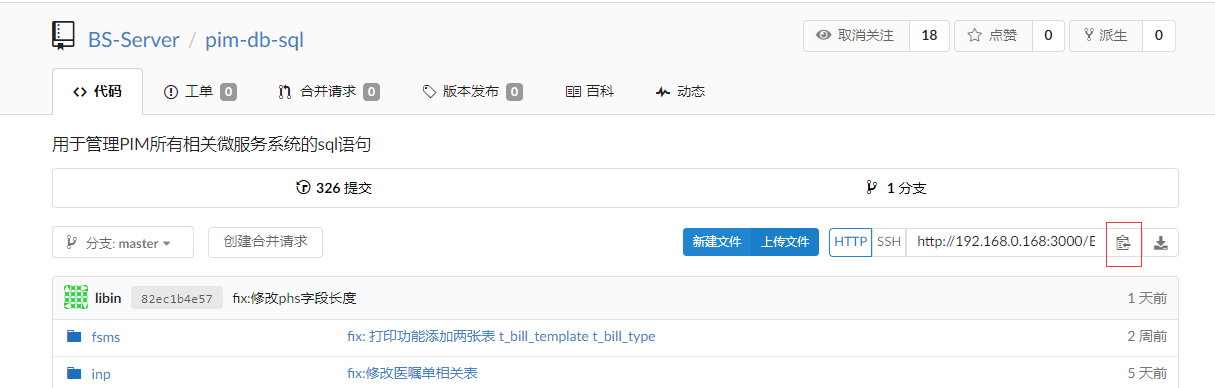 BS-Server / pim-db-sql 取消关注 18 点赞 0 派生 0
代码 工单 0 合并请求 0 版本发布 0 百科 动态
用于管理PIM所有相关微服务系统的sql语句
326 提交 1 分支
分支: master 创建合并请求 新建文件 上传文件 HTTP SSH http://192.168.0.168:3000/B
libin 82ec1b4e57 fix:修改phs字段长度 1 天前
fsms fix: 打印功能添加两张表 t_bill_template t_bill_type 2 周前
inp fix:修改医嘱单相关表 5 天前